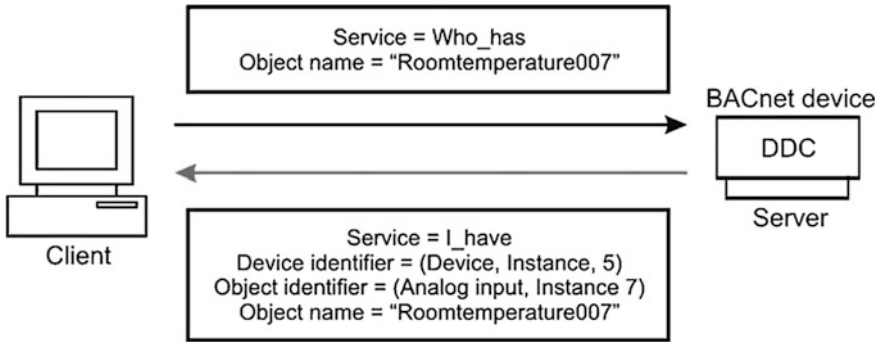 Service = Who_has
Object name = “Roomtemperature007”
BACnet device
DDC
Server
Client
Service = I_have
Device identifier = (Device, Instance, 5)
Object identifier = (Analog input, Instance 7)
Object name = “Roomtemperature007”